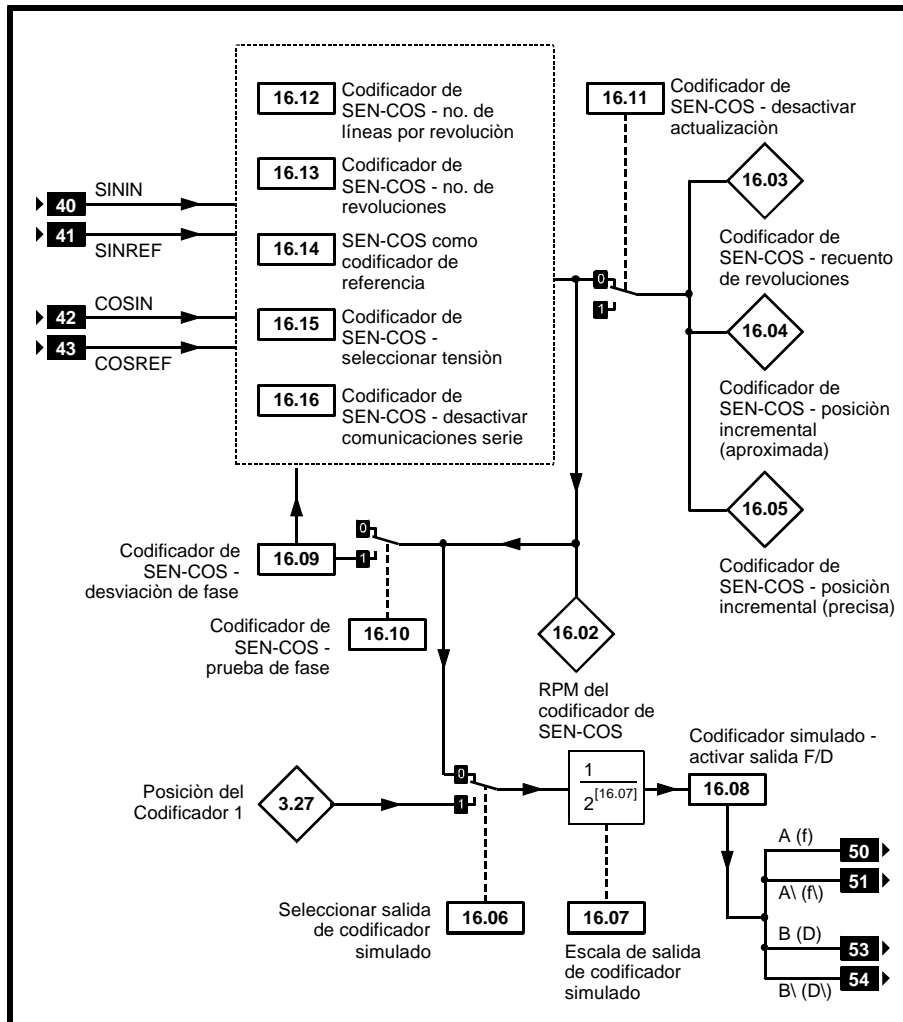 16.12
Codificador de
SEN-COS - no. de
líneas por revoluciòn
16.13
Codificador de
SEN-COS - no. de
revoluciones
16.14
SEN-COS como
codificador de
referencia
16.15
Codificador de
SEN-COS -
seleccionar tensiòn
16.16
Codificador de
SEN-COS - desactivar
comunicaciones serie
40
SININ
41
SINREF
42
COSIN
43
COSREF
16.11
Codificador de
SEN-COS - desactivar
actualizaciòn
0
1
16.03
Codificador de
SEN-COS - recuento
de revoluciones
16.04
Codificador de
SEN-COS - posiciòn
incremental
(aproximada)
16.05
Codificador de
SEN-COS - posiciòn
incremental (precisa)
Codificador de
SEN-COS -
desviaciòn de fase
16.09
0
1
Codificador de
SEN-COS -
prueba de fase
16.10
16.02
RPM del
codificador de
SEN-COS
Posiciòn del
Codificador 1
3.27
0
1
Seleccionar salida
de codificador
simulado
16.06
1
2[16.07]
16.07
Escala de salida
de codificador
simulado
Codificador simulado -
activar salida F/D
16.08
A (f)
50
A\ (f\)
51
B (D)
53
B\ (D\)
54